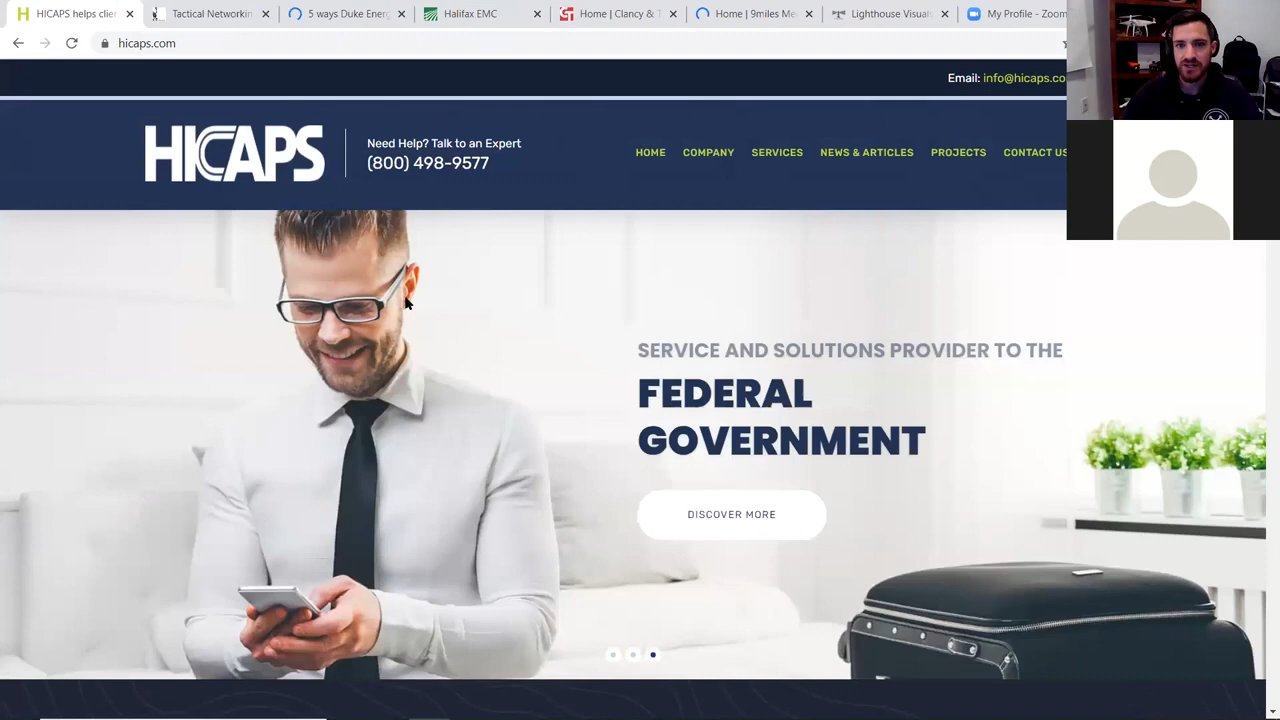 HICAPS helps clien
Tactical Networkin
5 ways Duke Energ
Halifax EMC
Home | Clancy & T
Home | 9miles Me
Lighthouse Visual
My Profile - Zoom
hicaps.com
Email: info@hicaps.co
HICAPS
Need Help? Talk to an Expert
(800) 498-9577
HOME
COMPANY
SERVICES
NEWS & ARTICLES
PROJECTS
CONTACT US
SERVICE AND SOLUTIONS PROVIDER TO THE
FEDERAL
GOVERNMENT
DISCOVER MORE